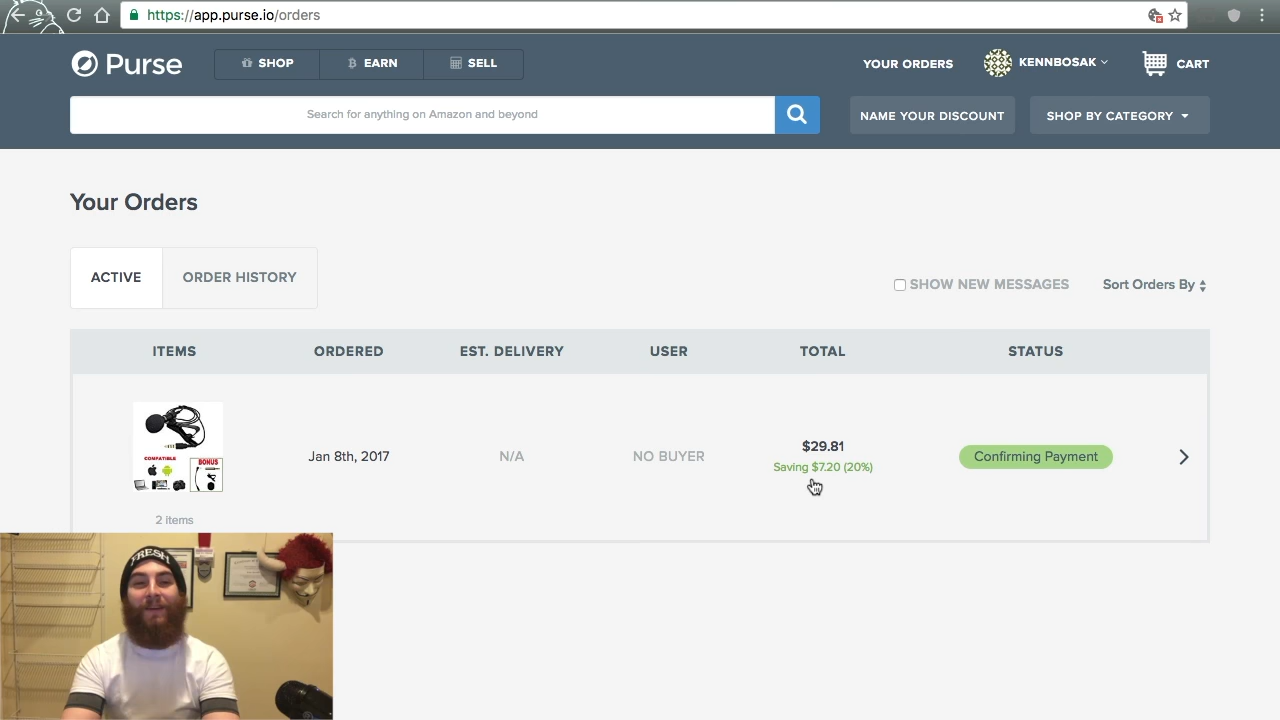 https://app.purse.io/orders
Purse
SHOP
EARN
SELL
YOUR ORDERS
KENNBOSAK
CART
Search for anything on Amazon and beyond
NAME YOUR DISCOUNT
SHOP BY CATEGORY
Your Orders
ACTIVE
ORDER HISTORY
SHOW NEW MESSAGES
Sort Orders By
ITEMS
ORDERED
EST. DELIVERY
USER
TOTAL
STATUS
COMPATIBLE
BONUS
Jan 8th, 2017
N/A
NO BUYER
$29.81
Saving $7.20 (20%)
Confirming Payment
2 items
FRESH